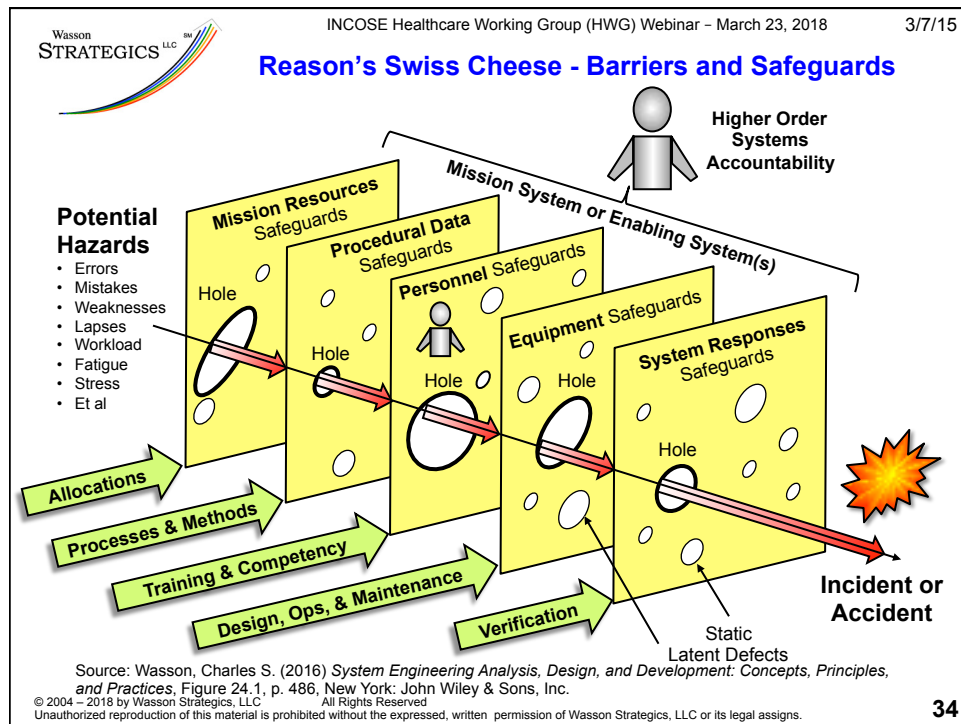 Wasson
STRATEGICS LLC SM
INCOSE Healthcare Working Group (HWG) Webinar – March 23, 2018
3/7/15
Reason's Swiss Cheese - Barriers and Safeguards
Higher Order
Systems
Accountability
Mission System or Enabling System(s)
Potential
Hazards
• Errors
• Mistakes
• Weaknesses
• Lapses
• Workload
• Fatigue
• Stress
• Et al
Mission Resources
Safeguards
Hole
Procedural Data
Safeguards
Hole
Personnel Safeguards
Hole
Equipment Safeguards
Hole
System Responses
Safeguards
Hole
Allocations
Processes & Methods
Training & Competency
Design, Ops, & Maintenance
Verification
Incident or
Accident
Static
Latent Defects
Source: Wasson, Charles S. (2016) System Engineering Analysis, Design, and Development: Concepts, Principles,
and Practices, Figure 24.1, p. 486, New York: John Wiley & Sons, Inc.
© 2004 – 2018 by Wasson Strategics, LLC All Rights Reserved
Unauthorized reproduction of this material is prohibited without the expressed, written permission of Wasson Strategics, LLC or its legal assigns.
34